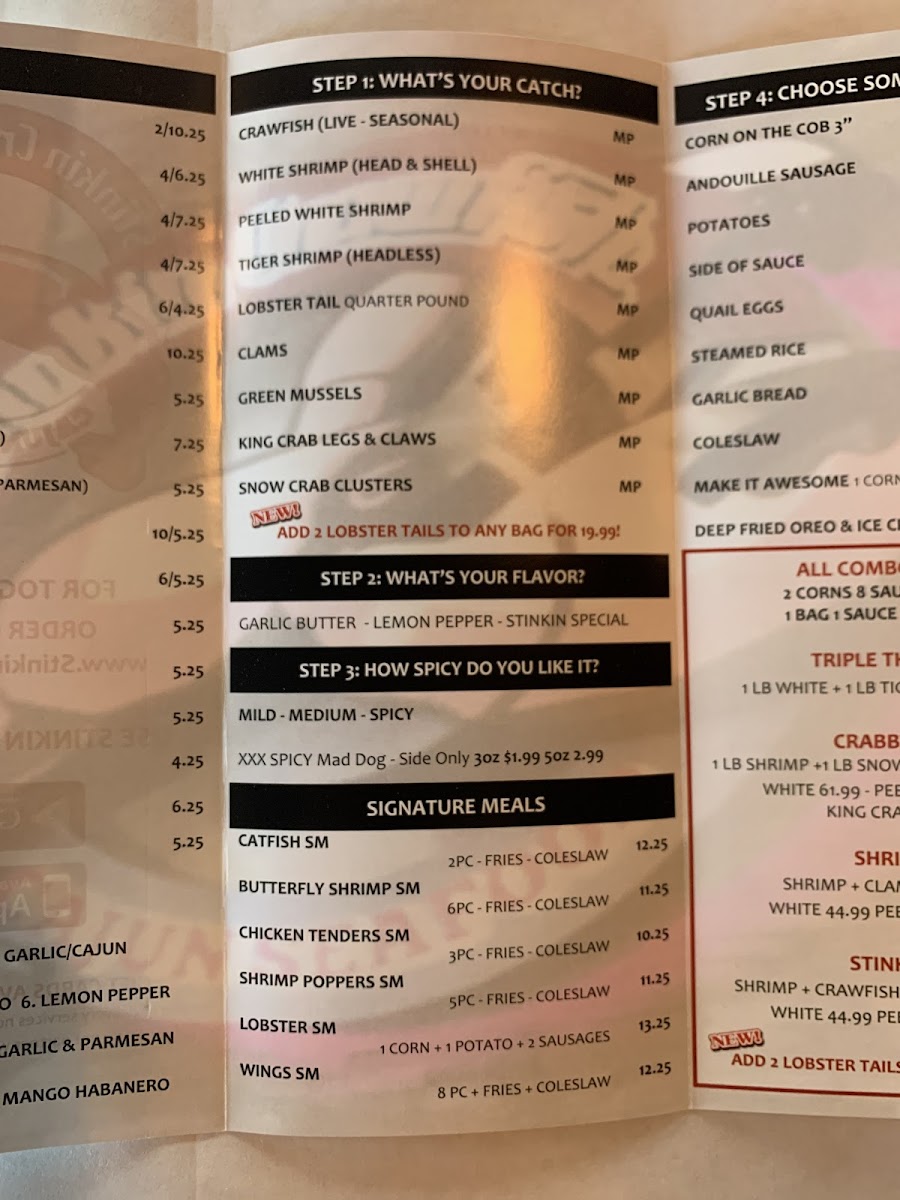 2/10.25
4/6.25
4/7.25
4/7.25
6/4.25
10.25
5.25
) 7.25
PARMESAN) 5.25
10/5.25
6/5.25
5.25
5.25
5.25
4.25
6.25
5.25
GARLIC/CAJUN
O 6. LEMON PEPPER
GARLIC & PARMESAN
MANGO HABANERO
STEP 1: WHAT'S YOUR CATCH?
CRAWFISH (LIVE - SEASONAL) MP
WHITE SHRIMP (HEAD & SHELL) MP
PEELED WHITE SHRIMP MP
TIGER SHRIMP (HEADLESS) MP
LOBSTER TAIL QUARTER POUND MP
CLAMS MP
GREEN MUSSELS MP
KING CRAB LEGS & CLAWS MP
SNOW CRAB CLUSTERS MP
NEW!
ADD 2 LOBSTER TAILS TO ANY BAG FOR 19.99!
STEP 2: WHAT'S YOUR FLAVOR?
GARLIC BUTTER - LEMON PEPPER - STINKIN SPECIAL
STEP 3: HOW SPICY DO YOU LIKE IT?
MILD - MEDIUM - SPICY
XXX SPICY Mad Dog - Side Only 3oz $1.99 5oz 2.99
SIGNATURE MEALS
CATFISH SM 12.25
2PC - FRIES - COLESLAW
BUTTERFLY SHRIMP SM 11.25
6PC - FRIES - COLESLAW
CHICKEN TENDERS SM 10.25
3PC - FRIES - COLESLAW
SHRIMP POPPERS SM 11.25
5PC - FRIES - COLESLAW
LOBSTER SM 13.25
1 CORN + 1 POTATO + 2 SAUSAGES
WINGS SM 12.25
8 PC + FRIES + COLESLAW
STEP 4: CHOOSE SOM
CORN ON THE COB 3"
ANDOUILLE SAUSAGE
POTATOES
SIDE OF SAUCE
QUAIL EGGS
STEAMED RICE
GARLIC BREAD
COLESLAW
MAKE IT AWESOME 1 CORN
DEEP FRIED OREO & ICE C
ALL COMB
2 CORNS 8 SAU
1 BAG 1 SAUCE
TRIPLE TH
1 LB WHITE + 1 LB TIG
CRABB
1 LB SHRIMP +1 LB SNOW
WHITE 61.99 - PEE
KING CRA
SHRI
SHRIMP + CLAM
WHITE 44.99 PEE
STINK
SHRIMP + CRAWFISH
WHITE 44.99 PEE
NEW!
ADD 2 LOBSTER TAILS